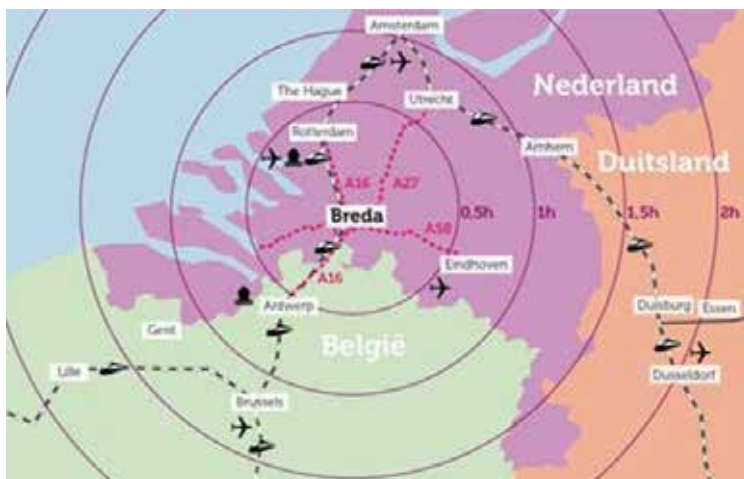 Amsterdam
Nederland
The Hague
Utrecht
Rotterdam
Arnhem
Duitsland
A16
A27
Breda
0,5h
1h
1,5h
2h
A58
Eindhoven
A16
Antwerp
Duisburg
Essen
Gent
België
Lille
Dusseldorf
Brussels